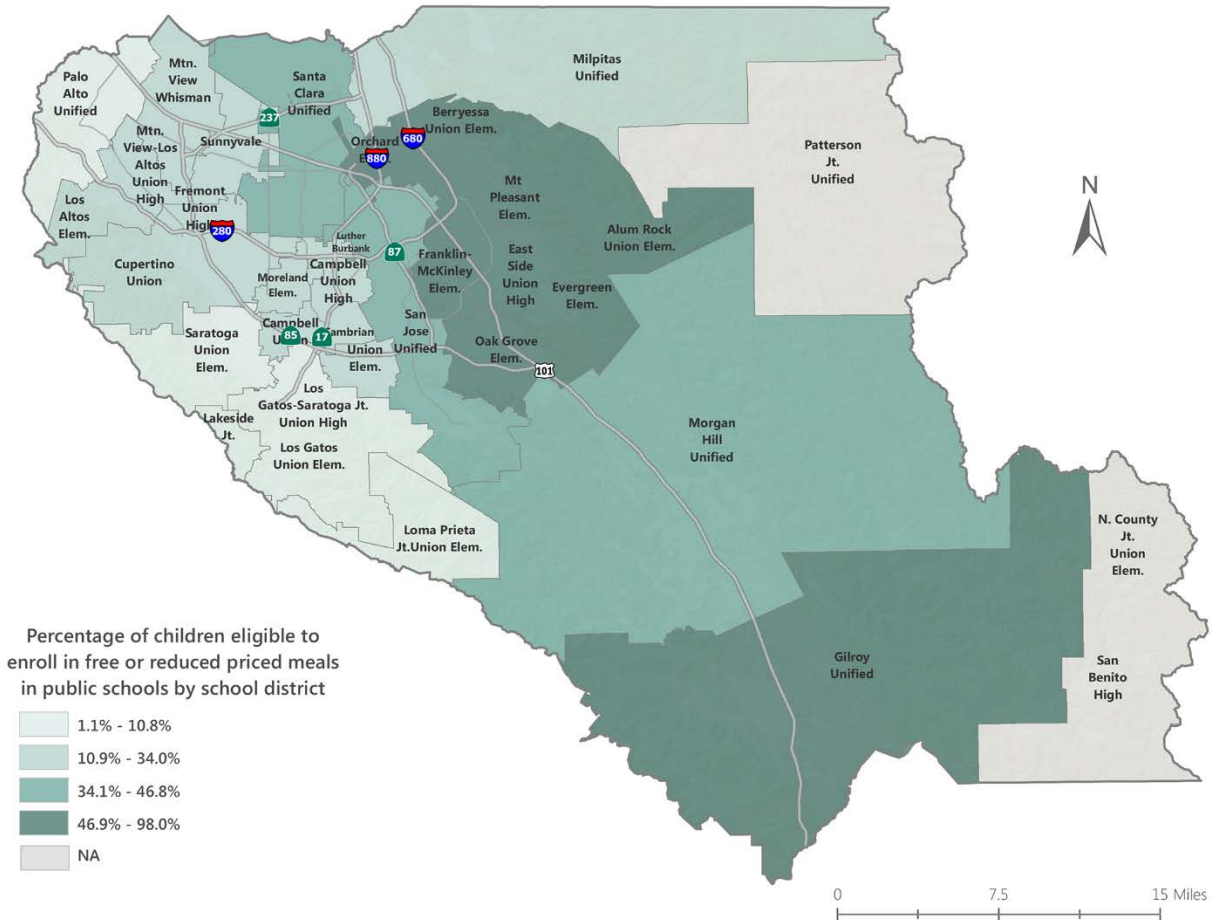 Palo
Alto
Unified
Mtn.
View
Whisman
Santa
Clara
Unified
237
Milpitas
Unified
Berryessa
Union Elem.
680
Orchard
880
Sunnyvale
Mtn.
View-Los
Altos
Union
High
Fremont
Union
High
280
Los
Altos
Elem.
Cupertino
Union
Patterson
Jt.
Unified
N
Mt
Pleasant
Elem.
Alum Rock
Union Elem.
East
Side
Union
High
Evergreen
Elem.
Franklin-
McKinley
Elem.
87
Luther
Burbank
Campbell
Union
High
Moreland
Elem.
San
Jose
Unified
Oak Grove
Elem.
101
Campbell
85
17
Union
Elem.
Saratoga
Union
Elem.
Los
Gatos-Saratoga Jt.
Union High
Lakeside
Jt.
Los Gatos
Union Elem.
Loma Prieta
Jt.Union Elem.
Morgan
Hill
Unified
N. County
Jt.
Union
Elem.
San
Benito
High
Gilroy
Unified
Percentage of children eligible to
enroll in free or reduced priced meals
in public schools by school district
1.1% - 10.8%
10.9% - 34.0%
34.1% - 46.8%
46.9% - 98.0%
NA
0 7.5 15 Miles